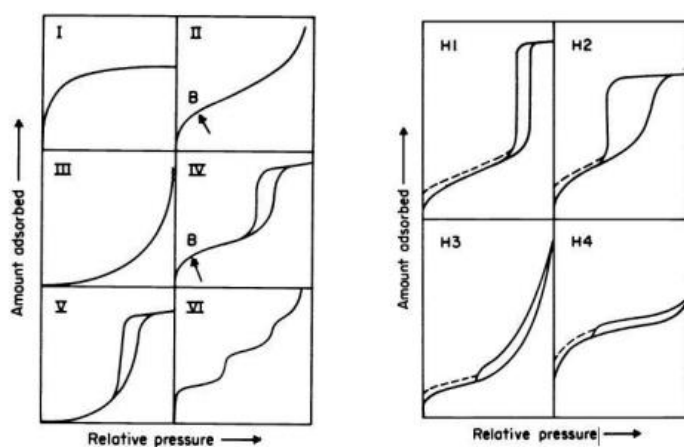 I
II
B
III
IV
B
V
VI
Amount adsorbed
Relative pressure
H1
H2
H3
H4
Amount adsorbed
Relative pressure